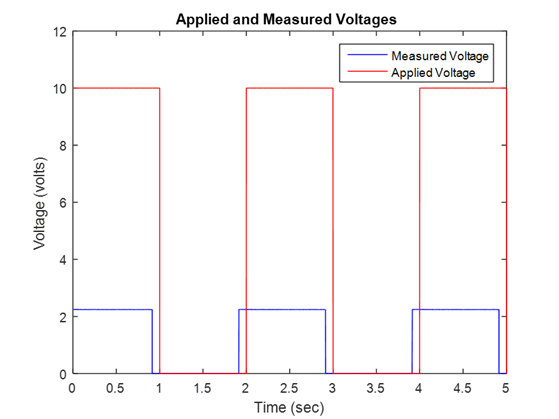 Applied and Measured Voltages
Measured Voltage
Applied Voltage
12
10
8
6
4
2
0
Voltage (volts)
0 0.5 1 1.5 2 2.5 3 3.5 4 4.5 5
Time (sec)